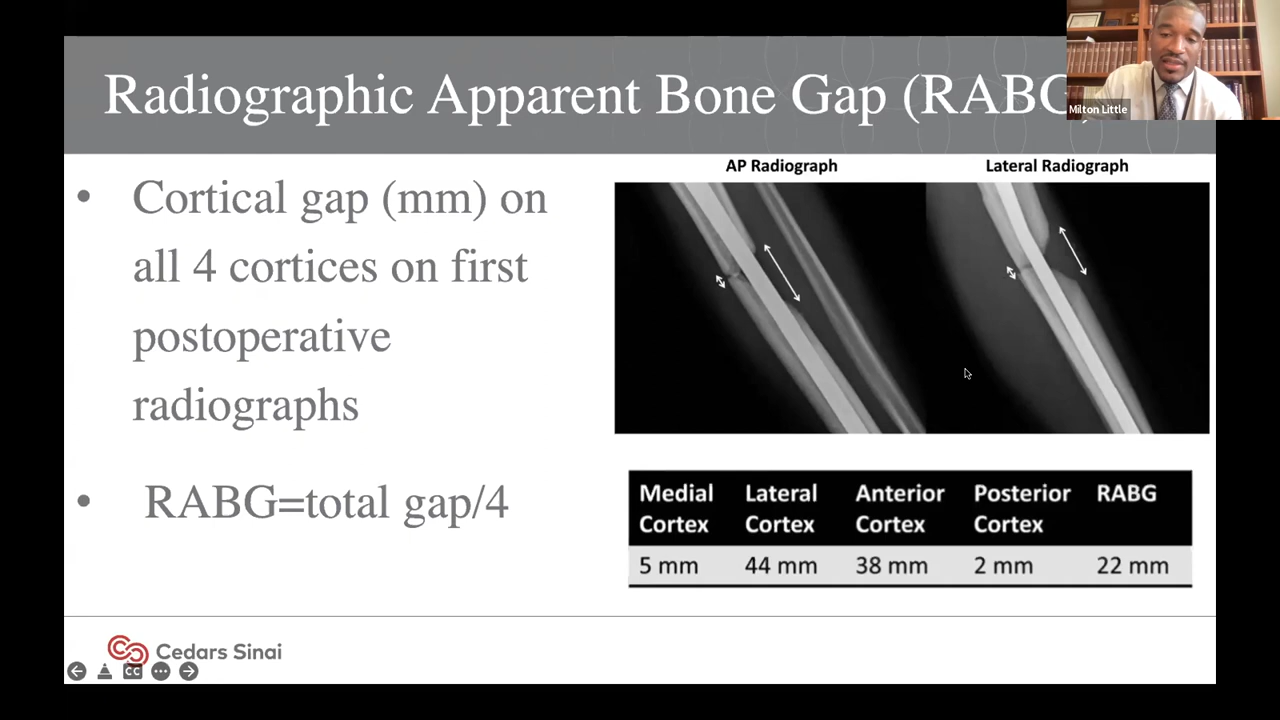 Radiographic Apparent Bone Gap (RABG)
Milton Little
• Cortical gap (mm) on
all 4 cortices on first
postoperative
radiographs
• RABG=total gap/4
AP Radiograph
Lateral Radiograph
Medial Cortex
Lateral Cortex
Anterior Cortex
Posterior Cortex
RABG
5 mm
44 mm
38 mm
2 mm
22 mm
Cedars Sinai
CC